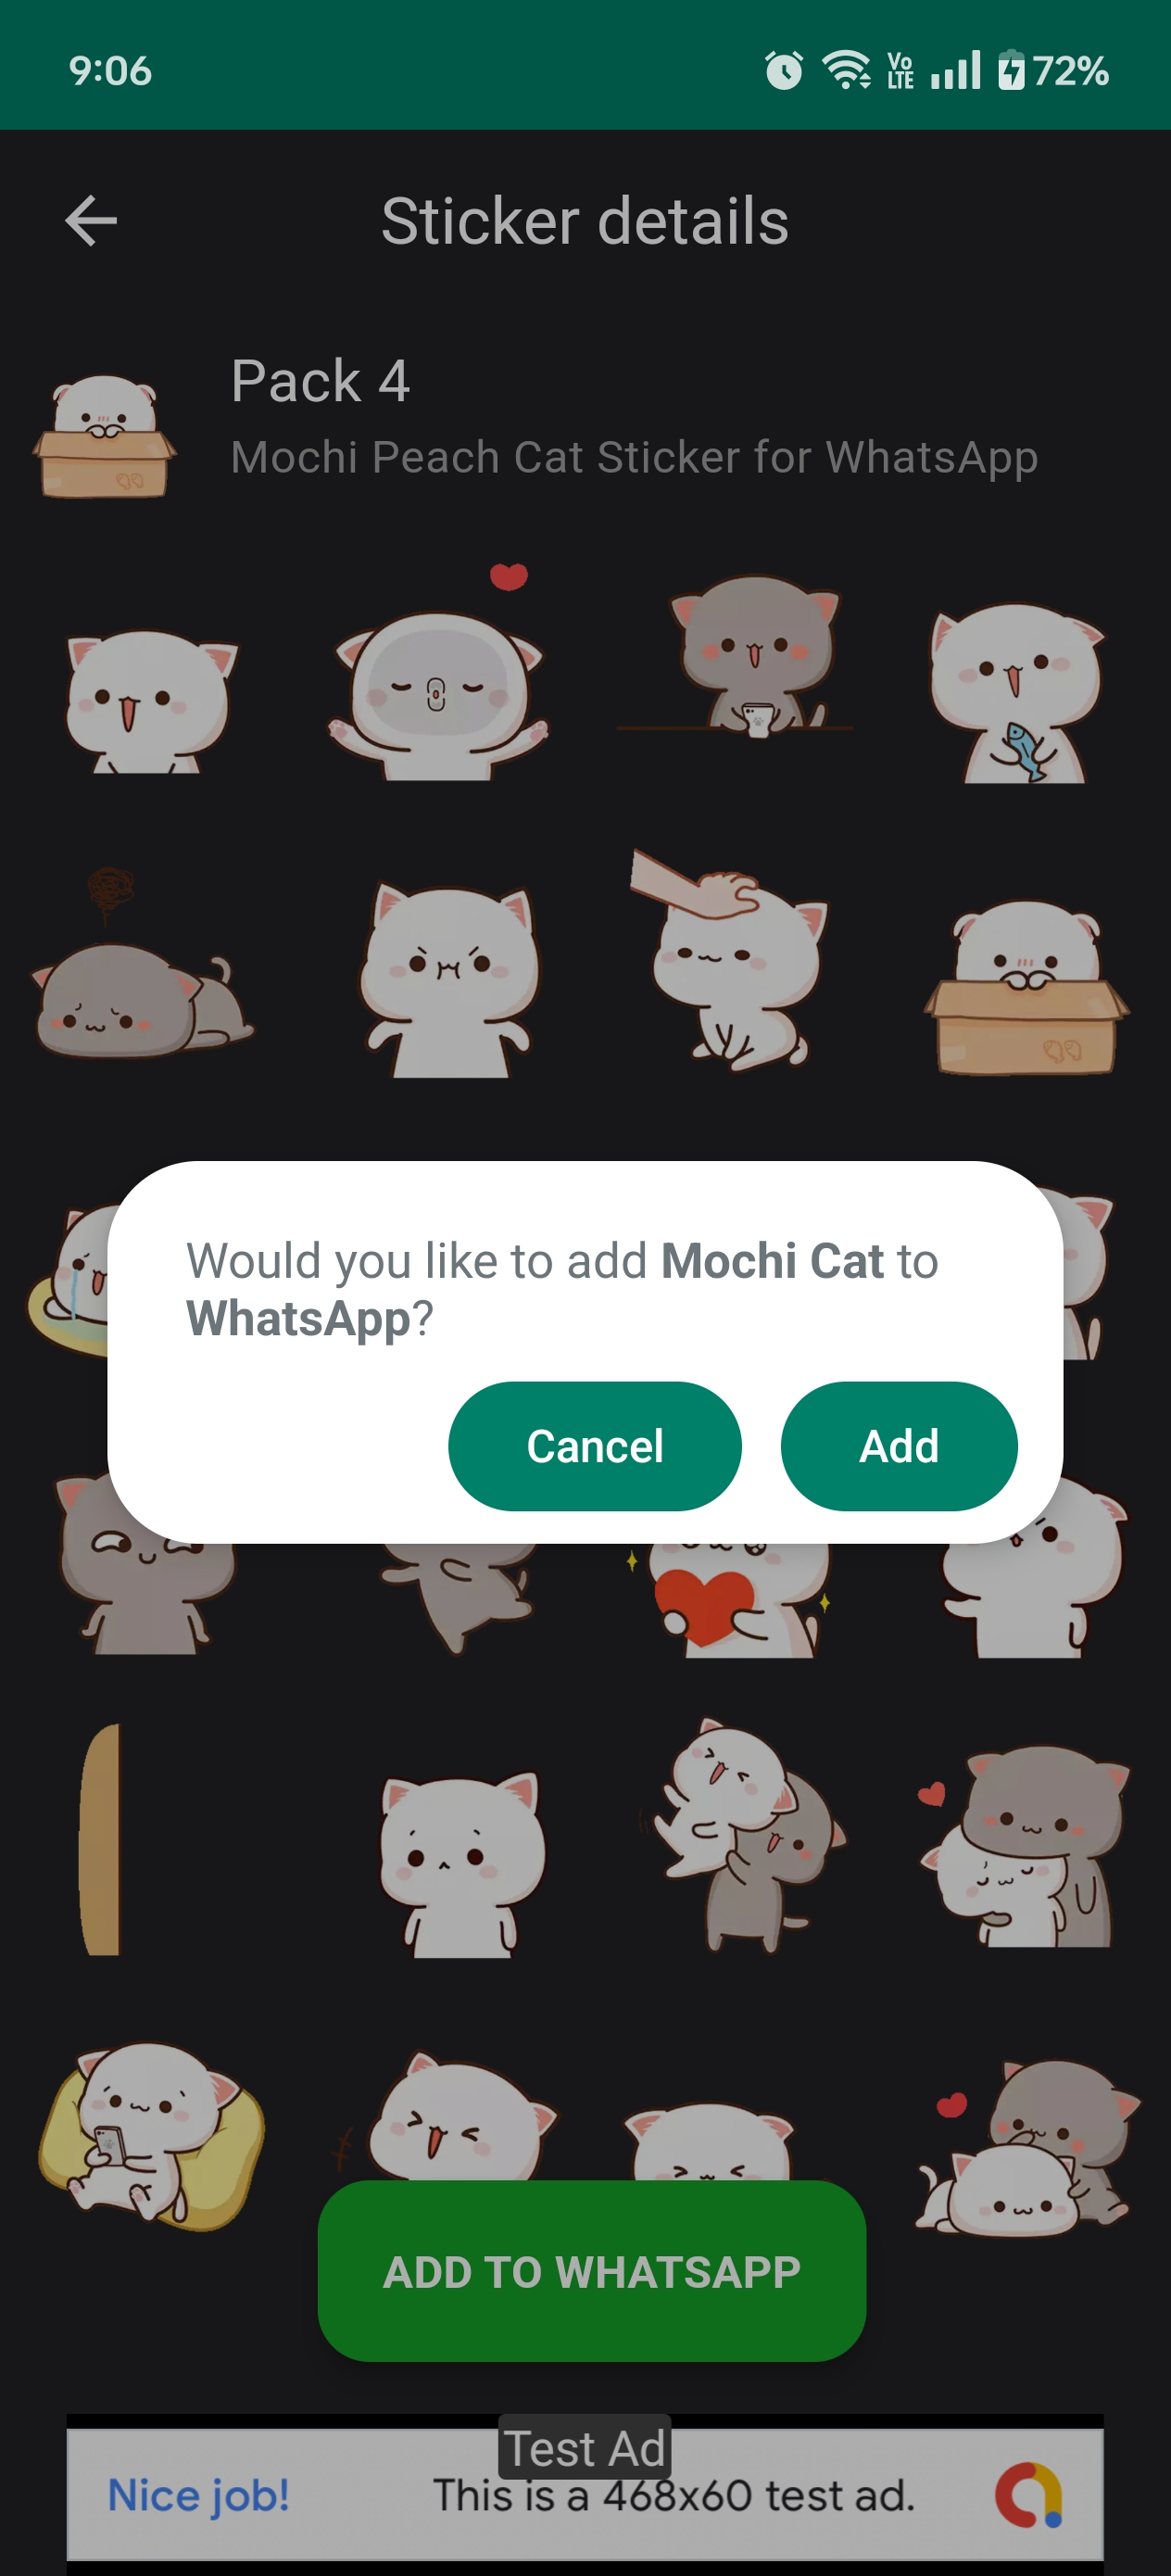 9:06
Vo
LTE
72%
Sticker details
Pack 4
Mochi Peach Cat Sticker for WhatsApp
Would you like to add Mochi Cat to
WhatsApp?
Cancel
Add
ADD TO WHATSAPP
Test Ad
Nice job!
This is a 468x60 test ad.